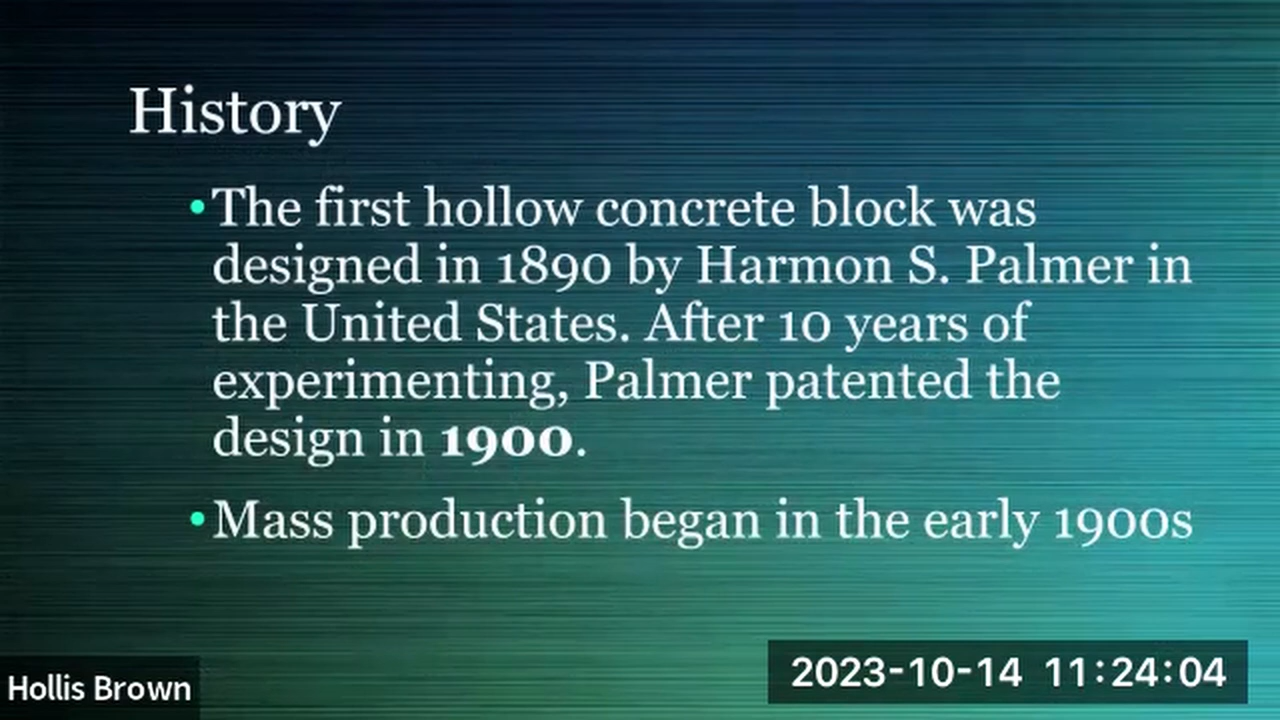 History
•The first hollow concrete block was
designed in 1890 by Harmon S. Palmer in
the United States. After 10 years of
experimenting, Palmer patented the
design in 1900.
•Mass production began in the early 1900s
Hollis Brown
2023-10-14 11:24:04